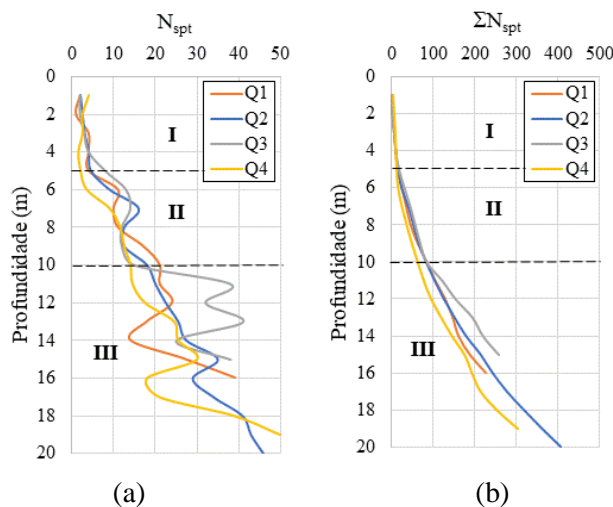 N_spt
0 10 20 30 40 50
0
2
4
6
8
10
12
14
16
18
20
Profundidade (m)
Q1
Q2
Q3
Q4
I
II
III
(a)
ΣN_spt
0 100 200 300 400 500
0
2
4
6
8
10
12
14
16
18
20
Profundidade (m)
Q1
Q2
Q3
Q4
I
II
III
(b)